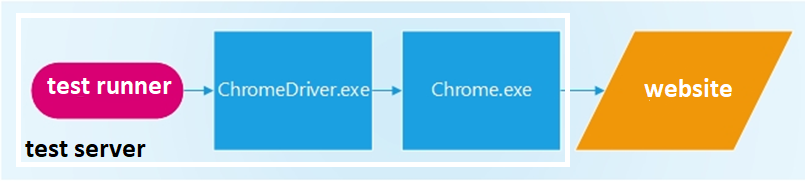 test runner
ChromeDriver.exe
Chrome.exe
website
test server